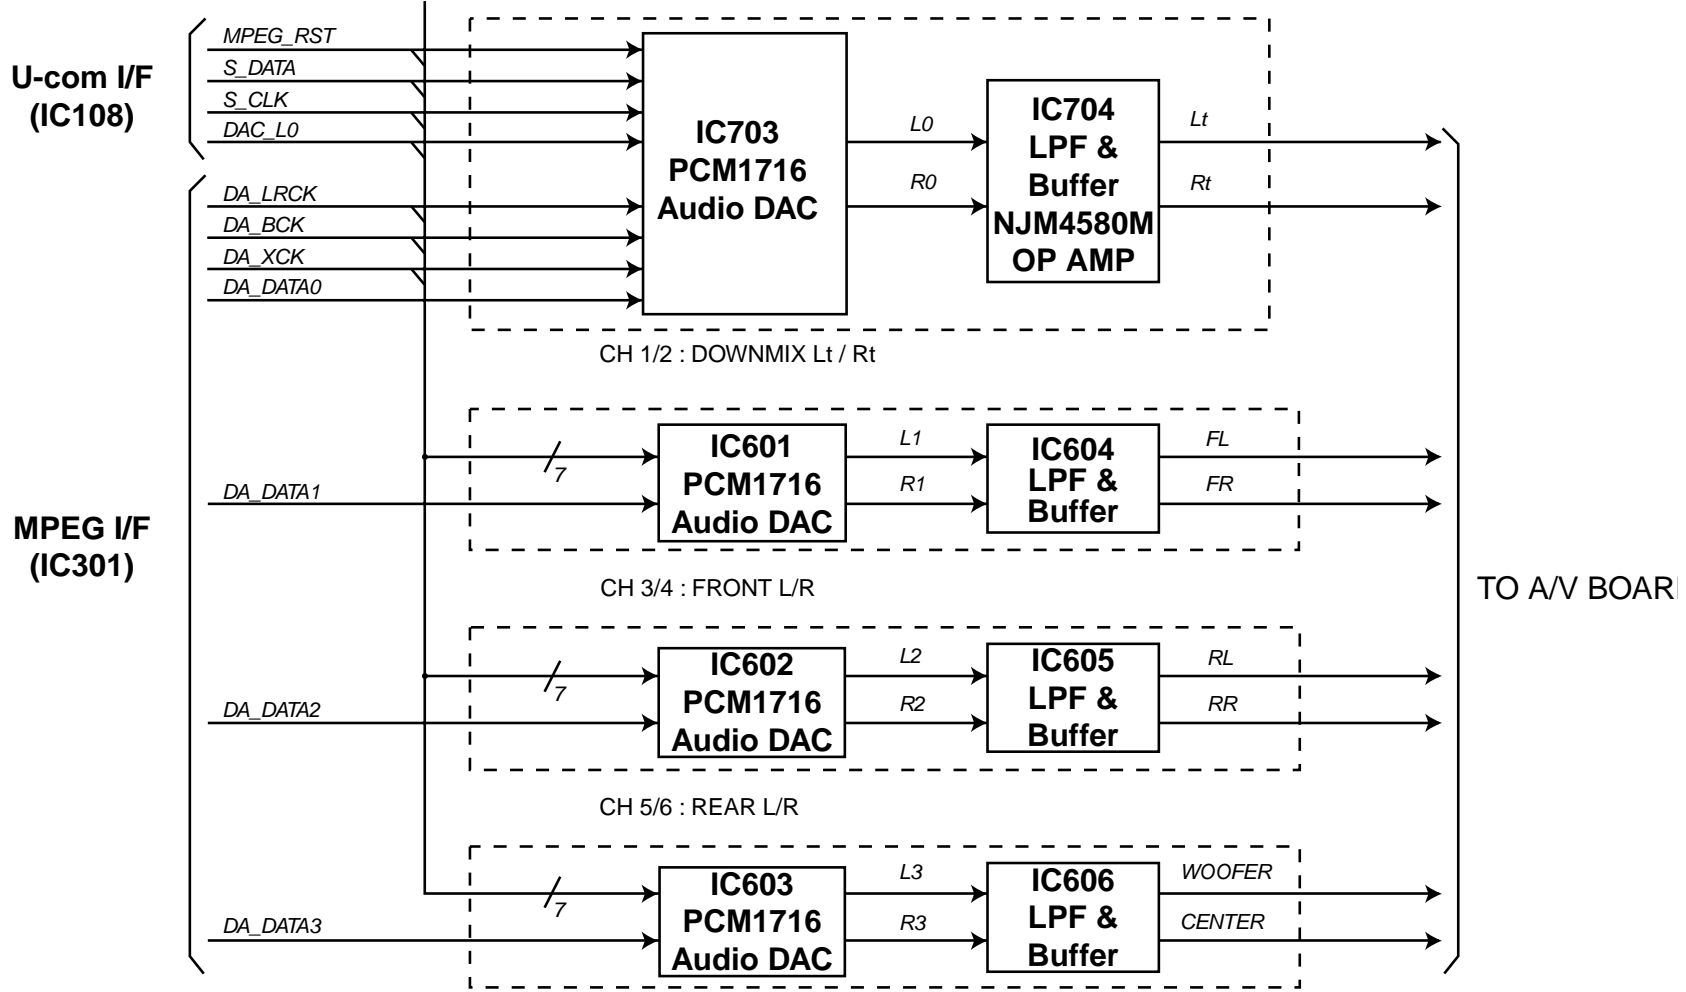 U-com I/F
(IC108)
MPEG_RST
S_DATA
S_CLK
DAC_L0
DA_LRCK
DA_BCK
DA_XCK
DA_DATA0
IC703
PCM1716
Audio DAC
L0
R0
IC704
LPF &
Buffer
NJM4580M
OP AMP
Lt
Rt
CH 1/2 : DOWNMIX Lt / Rt
MPEG I/F
(IC301)
7
DA_DATA1
IC601
PCM1716
Audio DAC
L1
R1
IC604
LPF &
Buffer
FL
FR
CH 3/4 : FRONT L/R
TO A/V BOAR
7
DA_DATA2
IC602
PCM1716
Audio DAC
L2
R2
IC605
LPF &
Buffer
RL
RR
CH 5/6 : REAR L/R
7
DA_DATA3
IC603
PCM1716
Audio DAC
L3
R3
IC606
LPF &
Buffer
WOOFER
CENTER